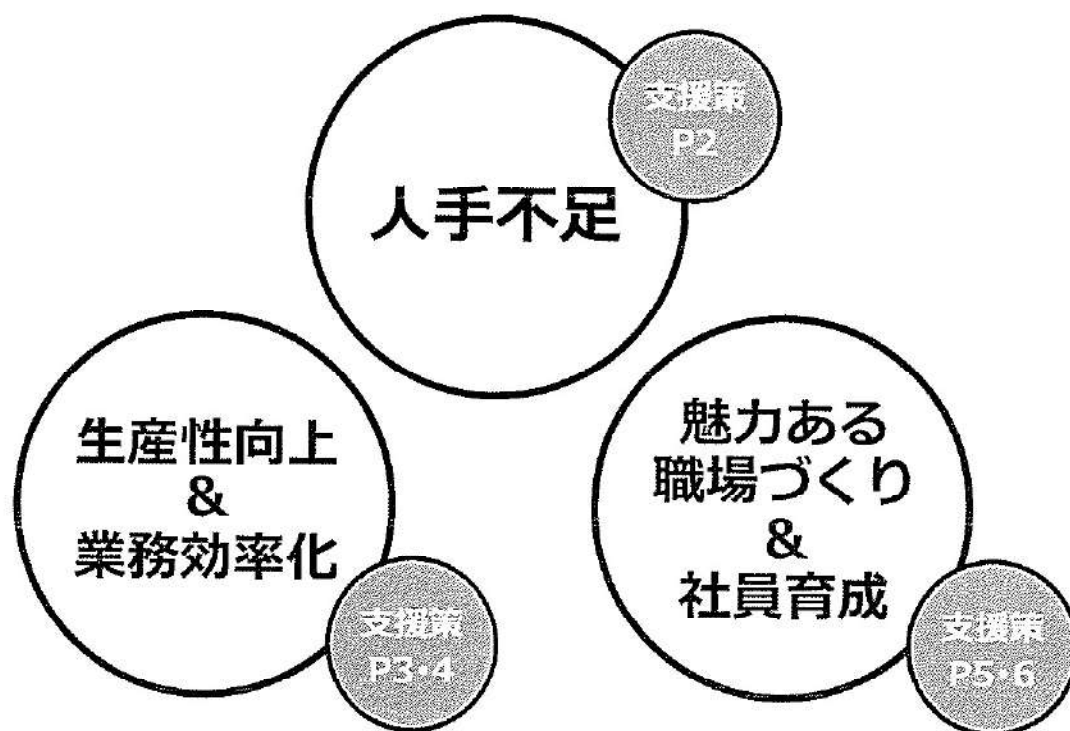 支援策
P2
人手不足
生産性向上
&
業務効率化
支援策
P3・4
魅力ある
職場づくり
&
社員育成
支援策
P5・6